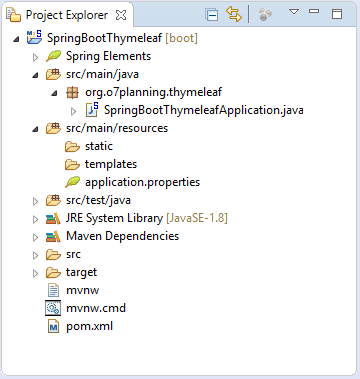 Project Explorer
SpringBootThymeleaf [boot]
Spring Elements
src/main/java
org.o7planning.thymeleaf
SpringBootThymeleafApplication.java
src/main/resources
static
templates
application.properties
src/test/java
JRE System Library [JavaSE-1.8]
Maven Dependencies
src
target
mvnw
mvnw.cmd
pom.xml